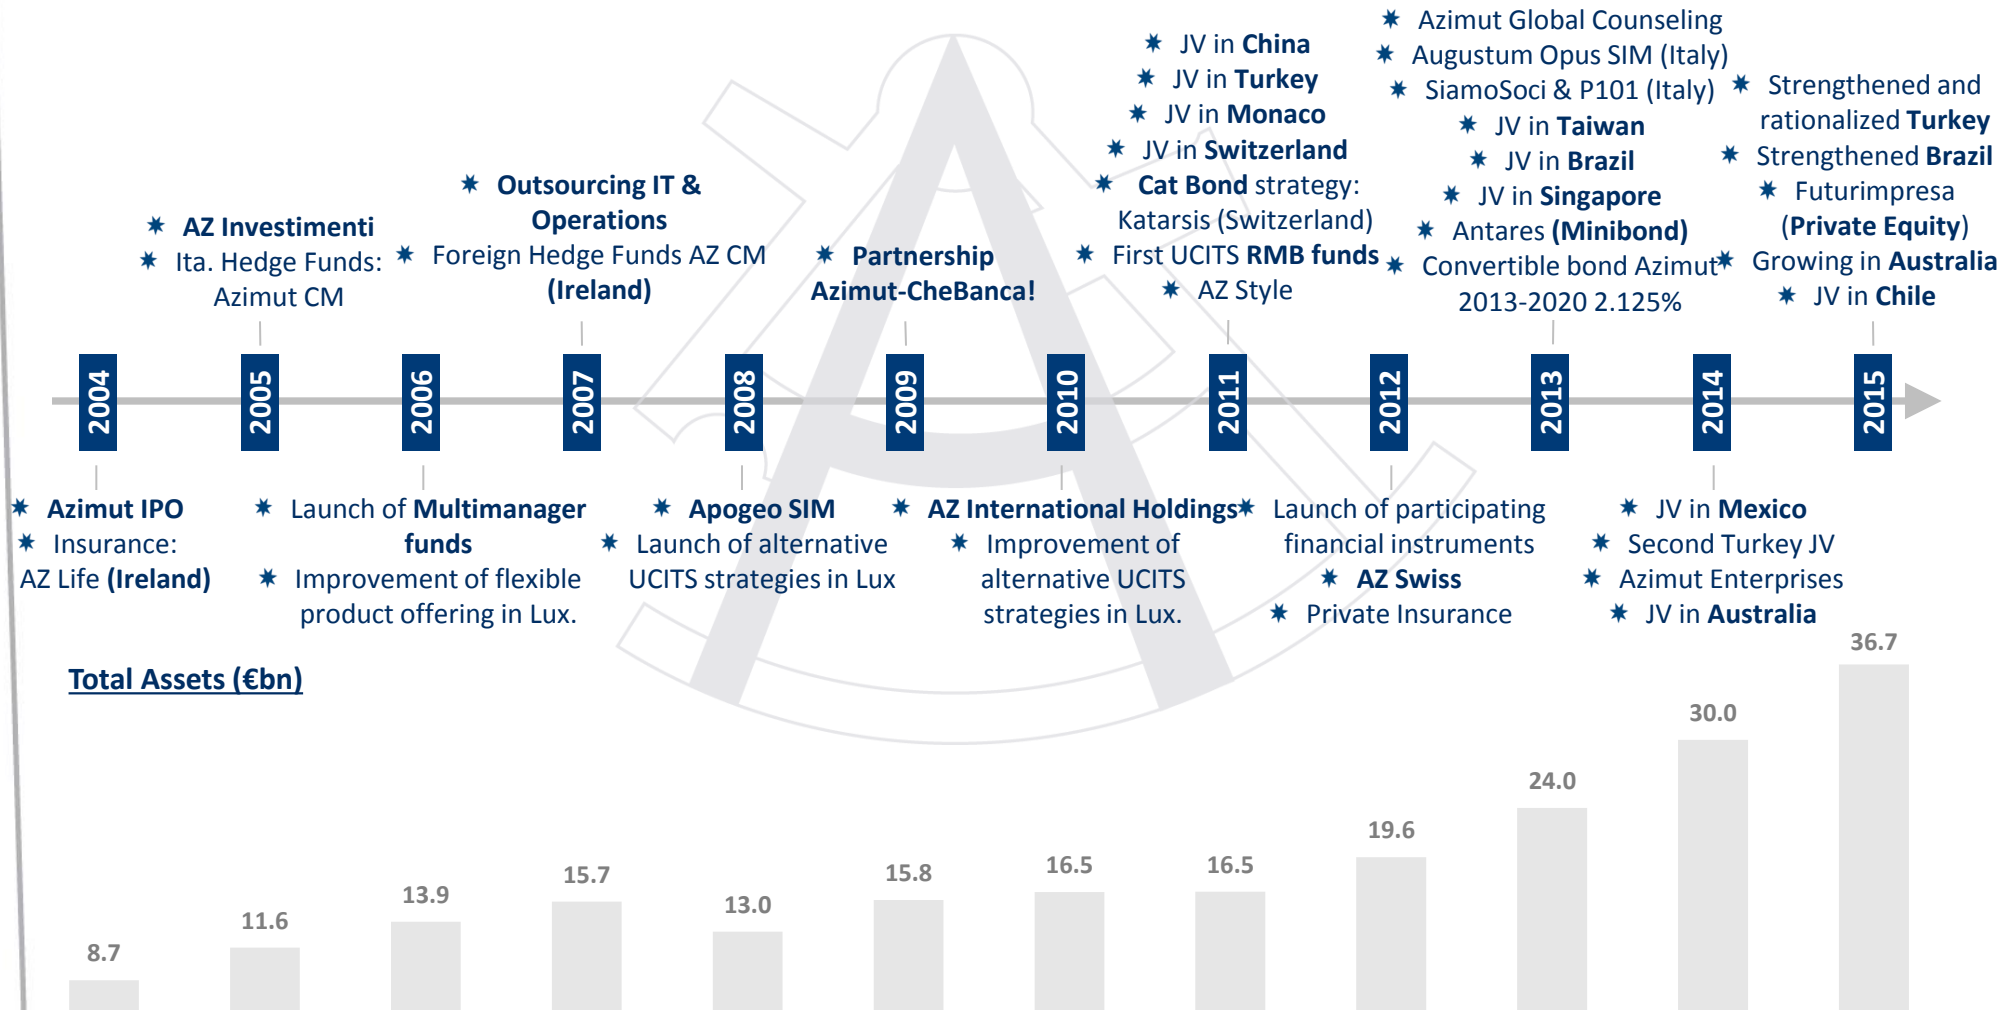 ✷ AZ Investimenti
✷ Ita. Hedge Funds:
Azimut CM
✷ Outsourcing IT &
Operations
✷ Foreign Hedge Funds AZ CM
(Ireland)
✷ Partnership
Azimut-CheBanca!
✷ JV in China
✷ JV in Turkey
✷ JV in Monaco
✷ JV in Switzerland
✷ Cat Bond strategy:
Katarsis (Switzerland)
✷ First UCITS RMB funds
✷ AZ Style
✷ Azimut Global Counseling
✷ Augustum Opus SIM (Italy)
✷ SiamoSoci & P101 (Italy)
✷ JV in Taiwan
✷ JV in Brazil
✷ JV in Singapore
✷ Antares (Minibond)
✷ Convertible bond Azimut
2013-2020 2.125%
✷ Strengthened and
rationalized Turkey
✷ Strengthened Brazil
✷ Futurimpresa
(Private Equity)
✷ Growing in Australia
✷ JV in Chile
2004
2005
2006
2007
2008
2009
2010
2011
2012
2013
2014
2015
✷ Azimut IPO
✷ Insurance:
AZ Life (Ireland)
✷ Launch of Multimanager
funds
✷ Improvement of flexible
product offering in Lux.
✷ Apogeo SIM
✷ Launch of alternative
UCITS strategies in Lux
✷ AZ International Holdings
✷ Improvement of
alternative UCITS
strategies in Lux.
✷ Launch of participating
financial instruments
✷ AZ Swiss
✷ Private Insurance
✷ JV in Mexico
✷ Second Turkey JV
✷ Azimut Enterprises
✷ JV in Australia
Total Assets (€bn)
8.7
11.6
13.9
15.7
13.0
15.8
16.5
16.5
19.6
24.0
30.0
36.7